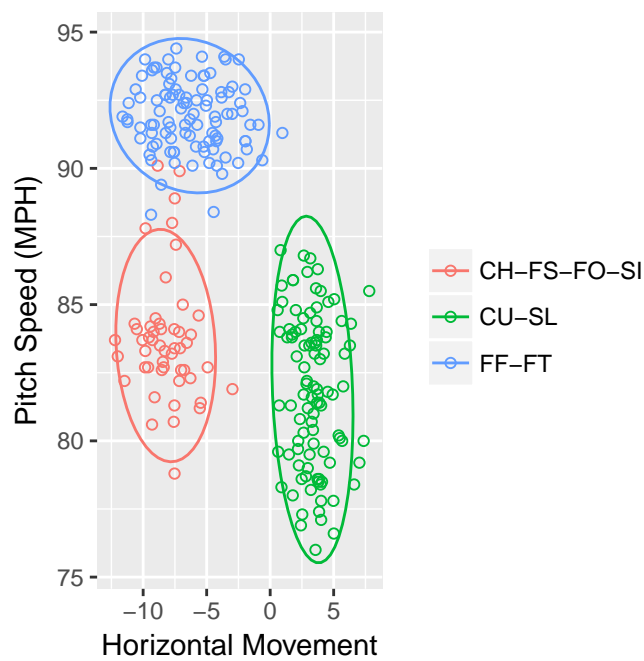 95
90
85
80
75
Pitch Speed (MPH)
−10
−5
0
5
Horizontal Movement
CH−FS−FO−SI
CU−SL
FF−FT